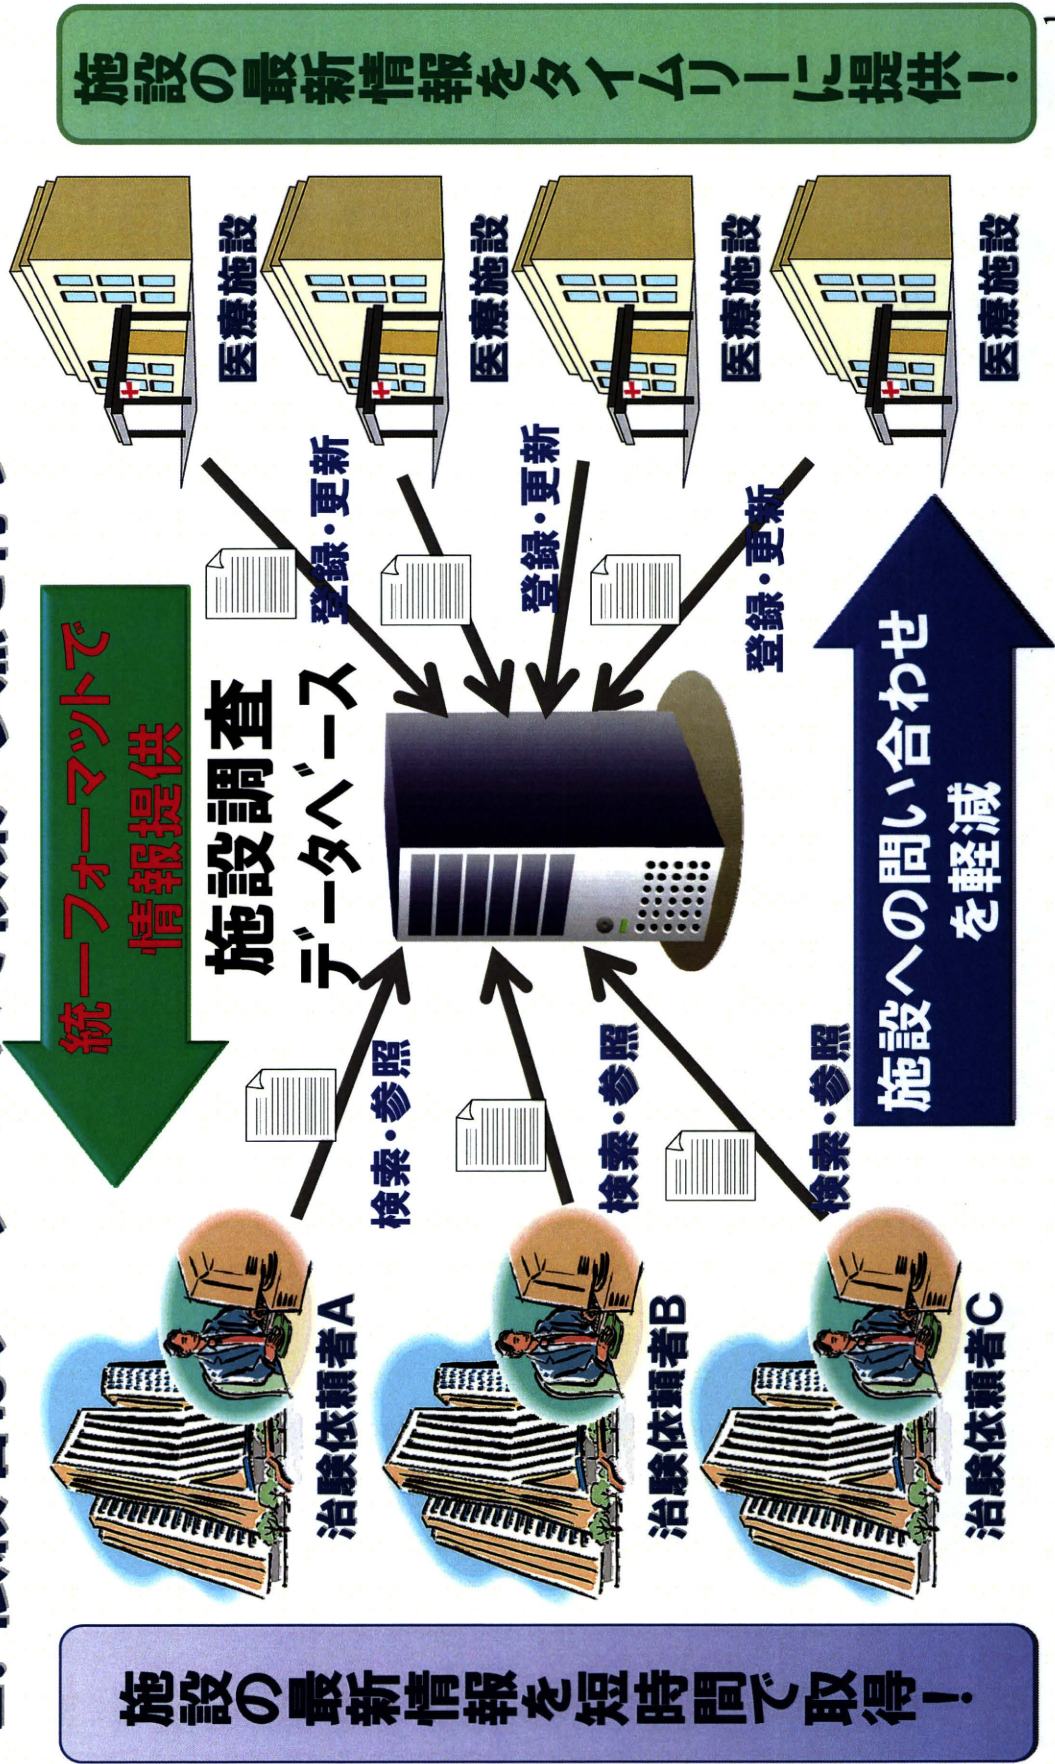 施設の最新情報を短時間で取得！
統一フォーマットで
情報提供
施設調査
データベース
治験依頼者A
治験依頼者B
治験依頼者C
検索・参照
検索・参照
検索・参照
登録・更新
登録・更新
登録・更新
医療施設
医療施設
医療施設
医療施設
施設への問い合わせ
を軽減
施設の最新情報をタイムリーに提供！
1